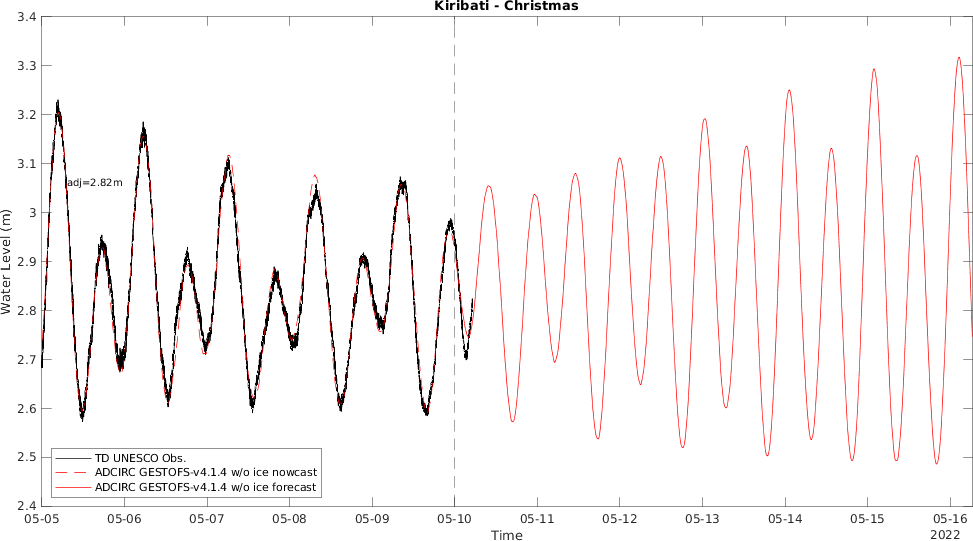 Kiribati - Christmas
3.4
3.3
3.2
3.1
3
2.9
2.8
2.7
2.6
2.5
2.4
Water Level (m)
adj=2.82m
TD UNESCO Obs.
ADCIRC GESTOFS-v4.1.4 w/o ice nowcast
ADCIRC GESTOFS-v4.1.4 w/o ice forecast
05-05 05-06 05-07 05-08 05-09 05-10 05-11 05-12 05-13 05-14 05-15 05-16
Time
2022